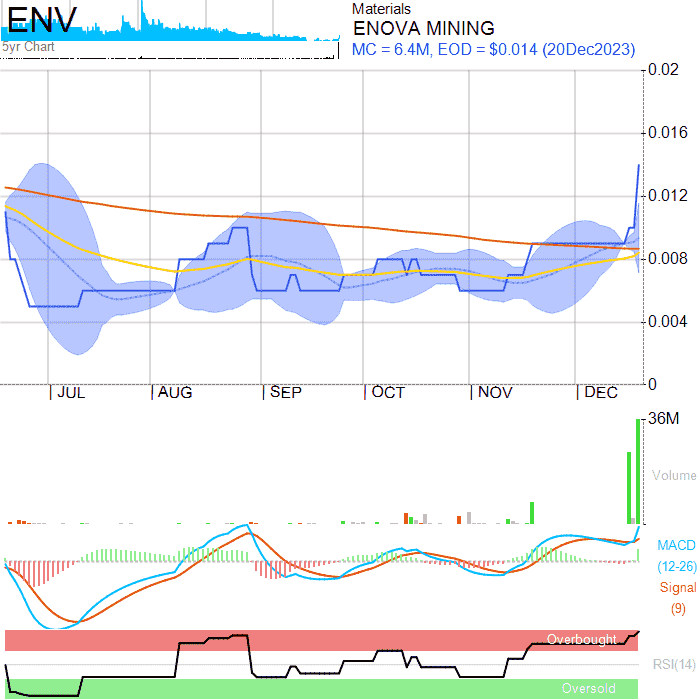 ENV
5yr Chart
Materials
ENOVA MINING
MC = 6.4M, EOD = $0.014 (20Dec2023)
0.02
0.016
0.012
0.008
0.004
0
JUL AUG SEP OCT NOV DEC
36M
Volume
MACD
(12-26)
Signal
(9)
Overbought
RSI(14)
Oversold